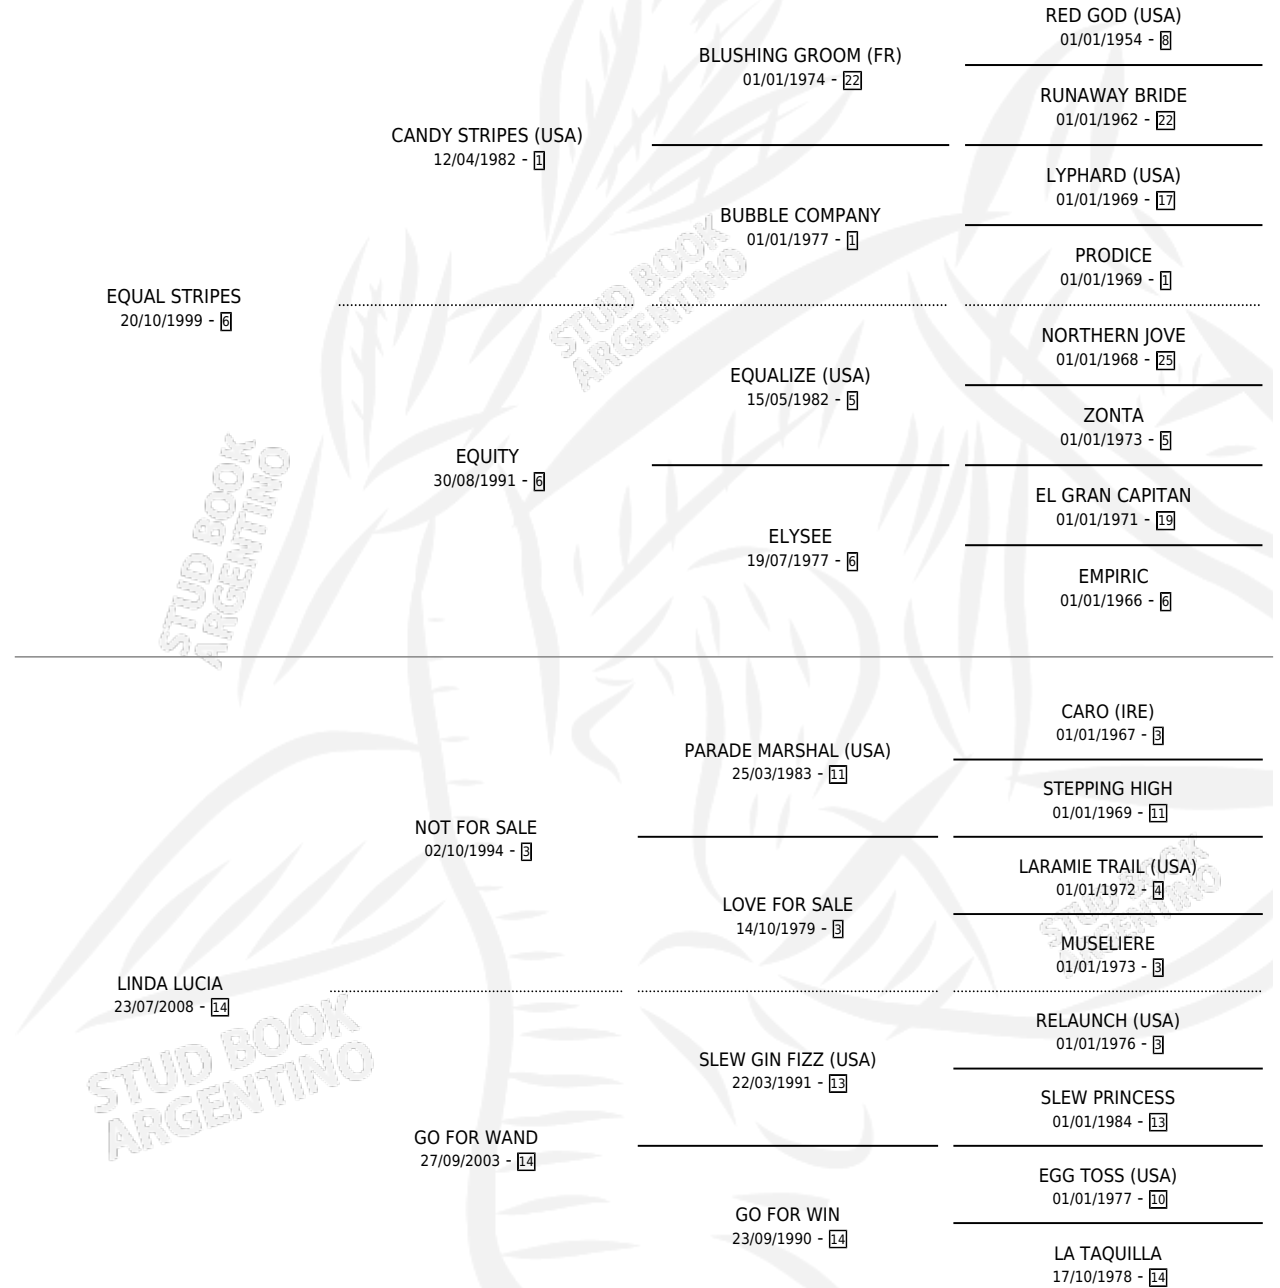 RED GOD (USA)
01/01/1954 - 8
BLUSHING GROOM (FR)
01/01/1974 - 22
RUNAWAY BRIDE
01/01/1962 - 22
CANDY STRIPES (USA)
12/04/1982 - 1
LYPHARD (USA)
01/01/1969 - 17
BUBBLE COMPANY
01/01/1977 - 1
PRODICE
01/01/1969 - 1
EQUAL STRIPES
20/10/1999 - 6
NORTHERN JOVE
01/01/1968 - 25
EQUALIZE (USA)
15/05/1982 - 5
ZONTA
01/01/1973 - 5
EQUITY
30/08/1991 - 6
EL GRAN CAPITAN
01/01/1971 - 19
ELYSEE
19/07/1977 - 6
EMPIRIC
01/01/1966 - 6
CARO (IRE)
01/01/1967 - 3
PARADE MARSHAL (USA)
25/03/1983 - 11
STEPPING HIGH
01/01/1969 - 11
NOT FOR SALE
02/10/1994 - 3
LARAMIE TRAIL (USA)
01/01/1972 - 4
LOVE FOR SALE
14/10/1979 - 3
MUSELIERE
01/01/1973 - 3
LINDA LUCIA
23/07/2008 - 14
RELAUNCH (USA)
01/01/1976 - 3
SLEW GIN FIZZ (USA)
22/03/1991 - 13
SLEW PRINCESS
01/01/1984 - 13
GO FOR WAND
27/09/2003 - 14
EGG TOSS (USA)
01/01/1977 - 10
GO FOR WIN
23/09/1990 - 14
LA TAQUILLA
17/10/1978 - 14
STUD BOOK
ARGENTINO
STUD BOOK
ARGENTINO
STUD BOOK
ARGENTINO
STUD BOOK
ARGENTINO